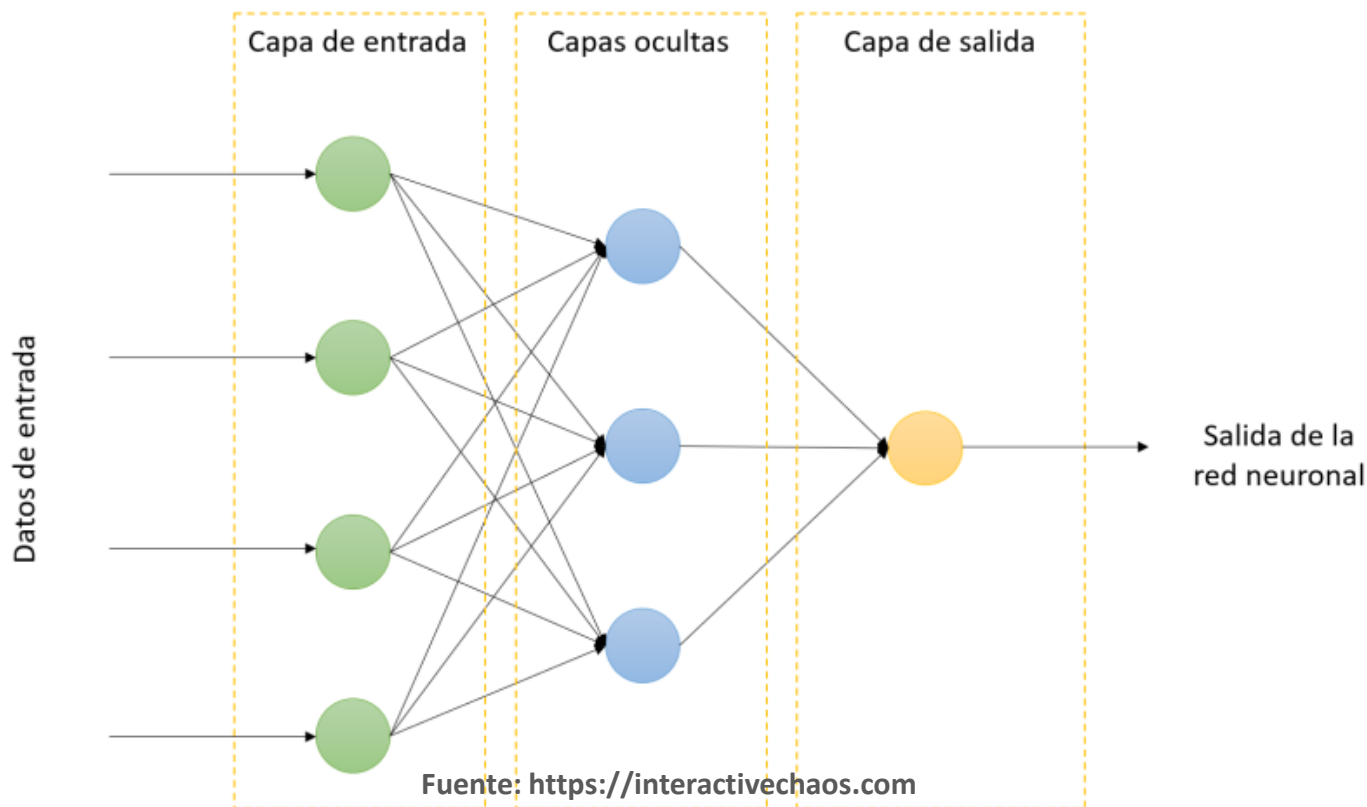 Capa de entrada
Capas ocultas
Capa de salida
Datos de entrada
Salida de la
red neuronal
Fuente: https://interactivechaos.com